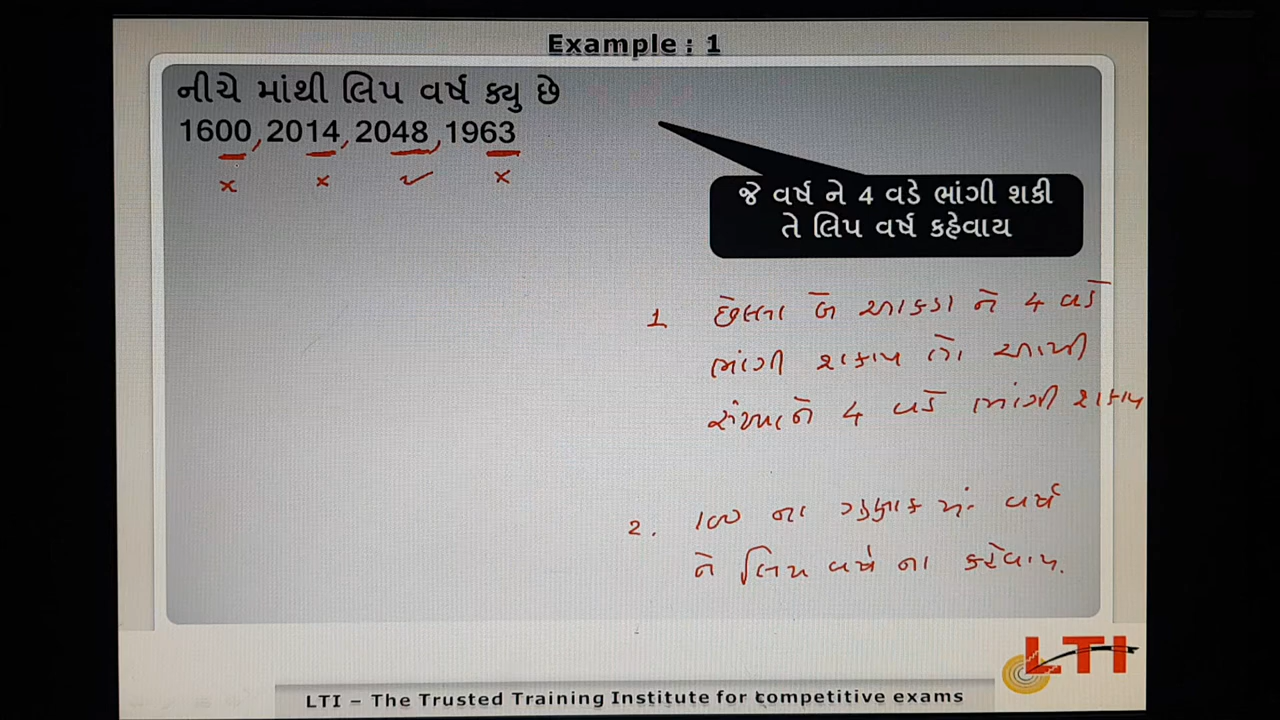 Example : 1
નીચે માંથી લિપ વર્ષ ક્યુ છે
1600, 2014, 2048, 1963
x x ✓ x
જે વર્ષ ને 4 વડે ભાંગી શકી
તે લિપ વર્ષ કહેવાય
1 છેલ્લા બે આકડા ને 4 વડે
ભાંગી શકાય તો આખી
સંખ્યાને 4 વડે ભાંગી શકાય
2. 100 ના ગુણાક માં વર્ષ
ને લિપ વર્ષ ના કહેવાય.
LTI
LTI – The Trusted Training Institute for competitive exams